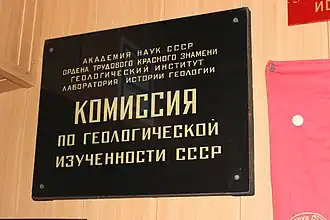 АКАДЕМИЯ НАУК СССР
ОРДЕНА ТРУДОВОГО КРАСНОГО ЗНАМЕНИ
ГЕОЛОГИЧЕСКИЙ ИНСТИТУТ
ЛАБОРАТОРИЯ ИСТОРИИ ГЕОЛОГИИ
КОМИССИЯ
ПО ГЕОЛОГИЧЕСКОЙ
ИЗУЧЕННОСТИ СССР